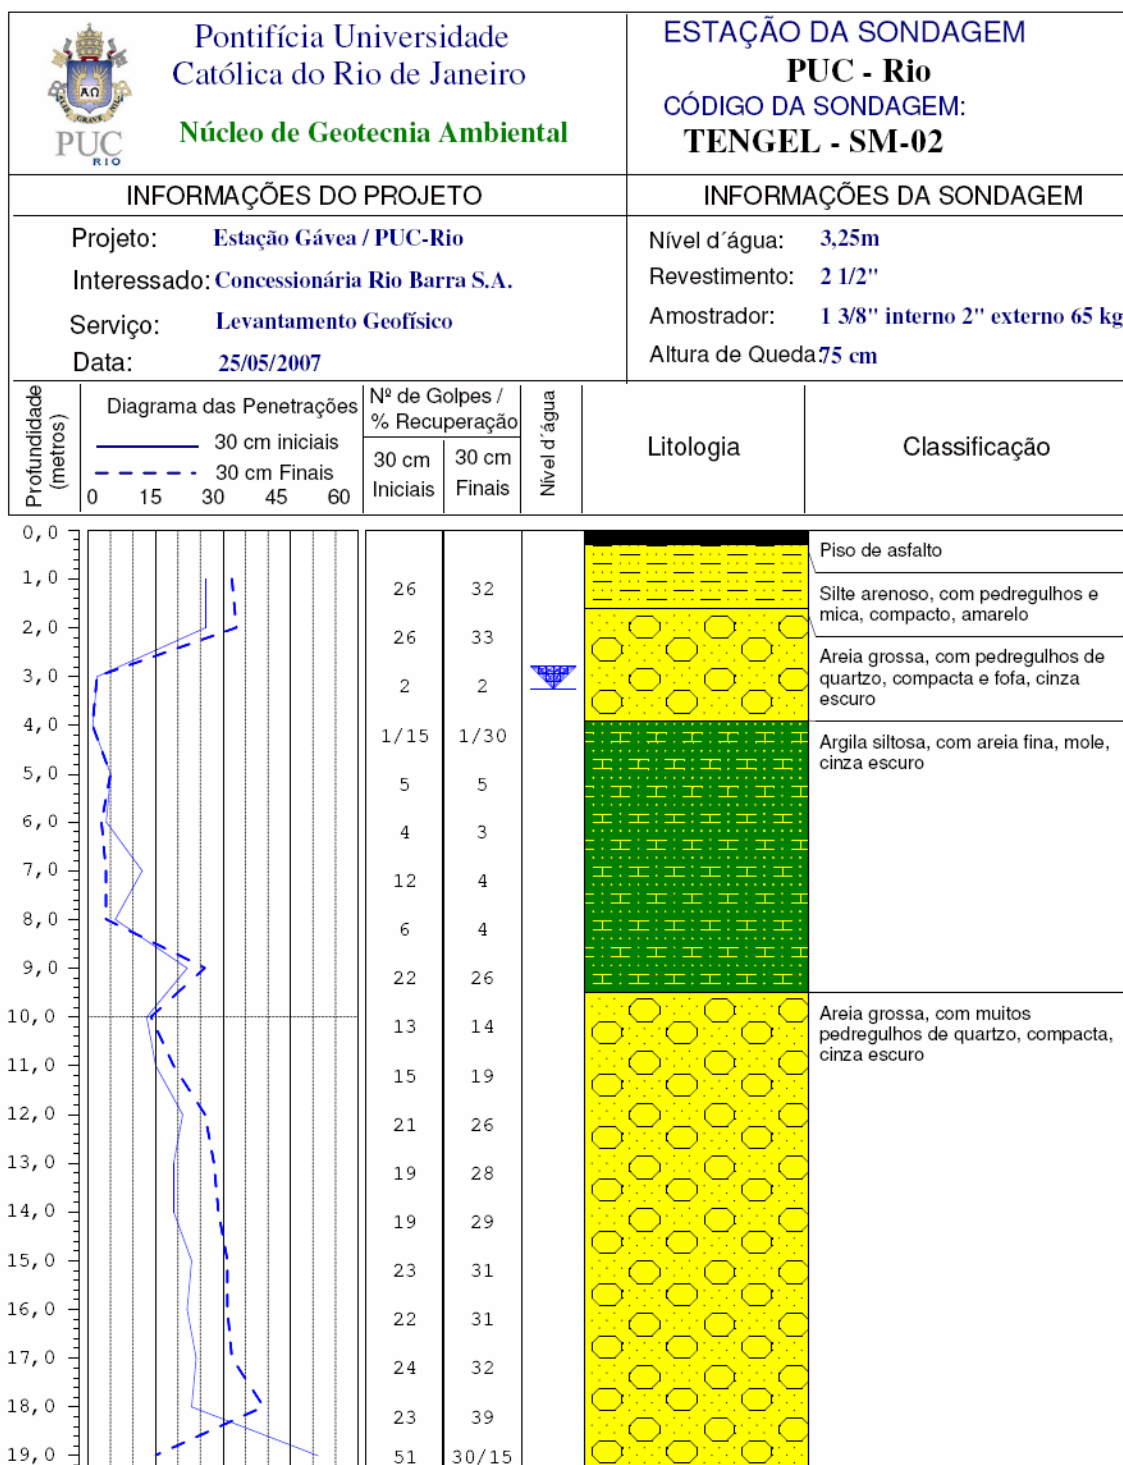 Pontifícia Universidade
Católica do Rio de Janeiro
Núcleo de Geotecnia Ambiental
ΑΩ
ALIS GRAVE NIL
PUC
RIO
ESTAÇÃO DA SONDAGEM
PUC - Rio
CÓDIGO DA SONDAGEM:
TENGEL - SM-02
INFORMAÇÕES DO PROJETO
Projeto: Estação Gávea / PUC-Rio
Interessado: Concessionária Rio Barra S.A.
Serviço: Levantamento Geofísico
Data: 25/05/2007
INFORMAÇÕES DA SONDAGEM
Nível d´água: 3,25m
Revestimento: 2 1/2"
Amostrador: 1 3/8" interno 2" externo 65 kg
Altura de Queda: 75 cm
Profundidade
(metros)
Diagrama das Penetrações
30 cm iniciais
30 cm Finais
0 15 30 45 60
Nº de Golpes /
% Recuperação
30 cm
Iniciais
30 cm
Finais
Nível d´água
Litologia
Classificação
0,0
1,0
26 32
2,0
26 33
3,0
2 2
4,0
1/15 1/30
5,0
5 5
6,0
4 3
7,0
12 4
8,0
6 4
9,0
22 26
10,0
13 14
11,0
15 19
12,0
21 26
13,0
19 28
14,0
19 29
15,0
23 31
16,0
22 31
17,0
24 32
18,0
23 39
19,0
51 30/15
Piso de asfalto
Silte arenoso, com pedregulhos e
mica, compacto, amarelo
Areia grossa, com pedregulhos de
quartzo, compacta e fofa, cinza
escuro
Argila siltosa, com areia fina, mole,
cinza escuro
Areia grossa, com muitos
pedregulhos de quartzo, compacta,
cinza escuro